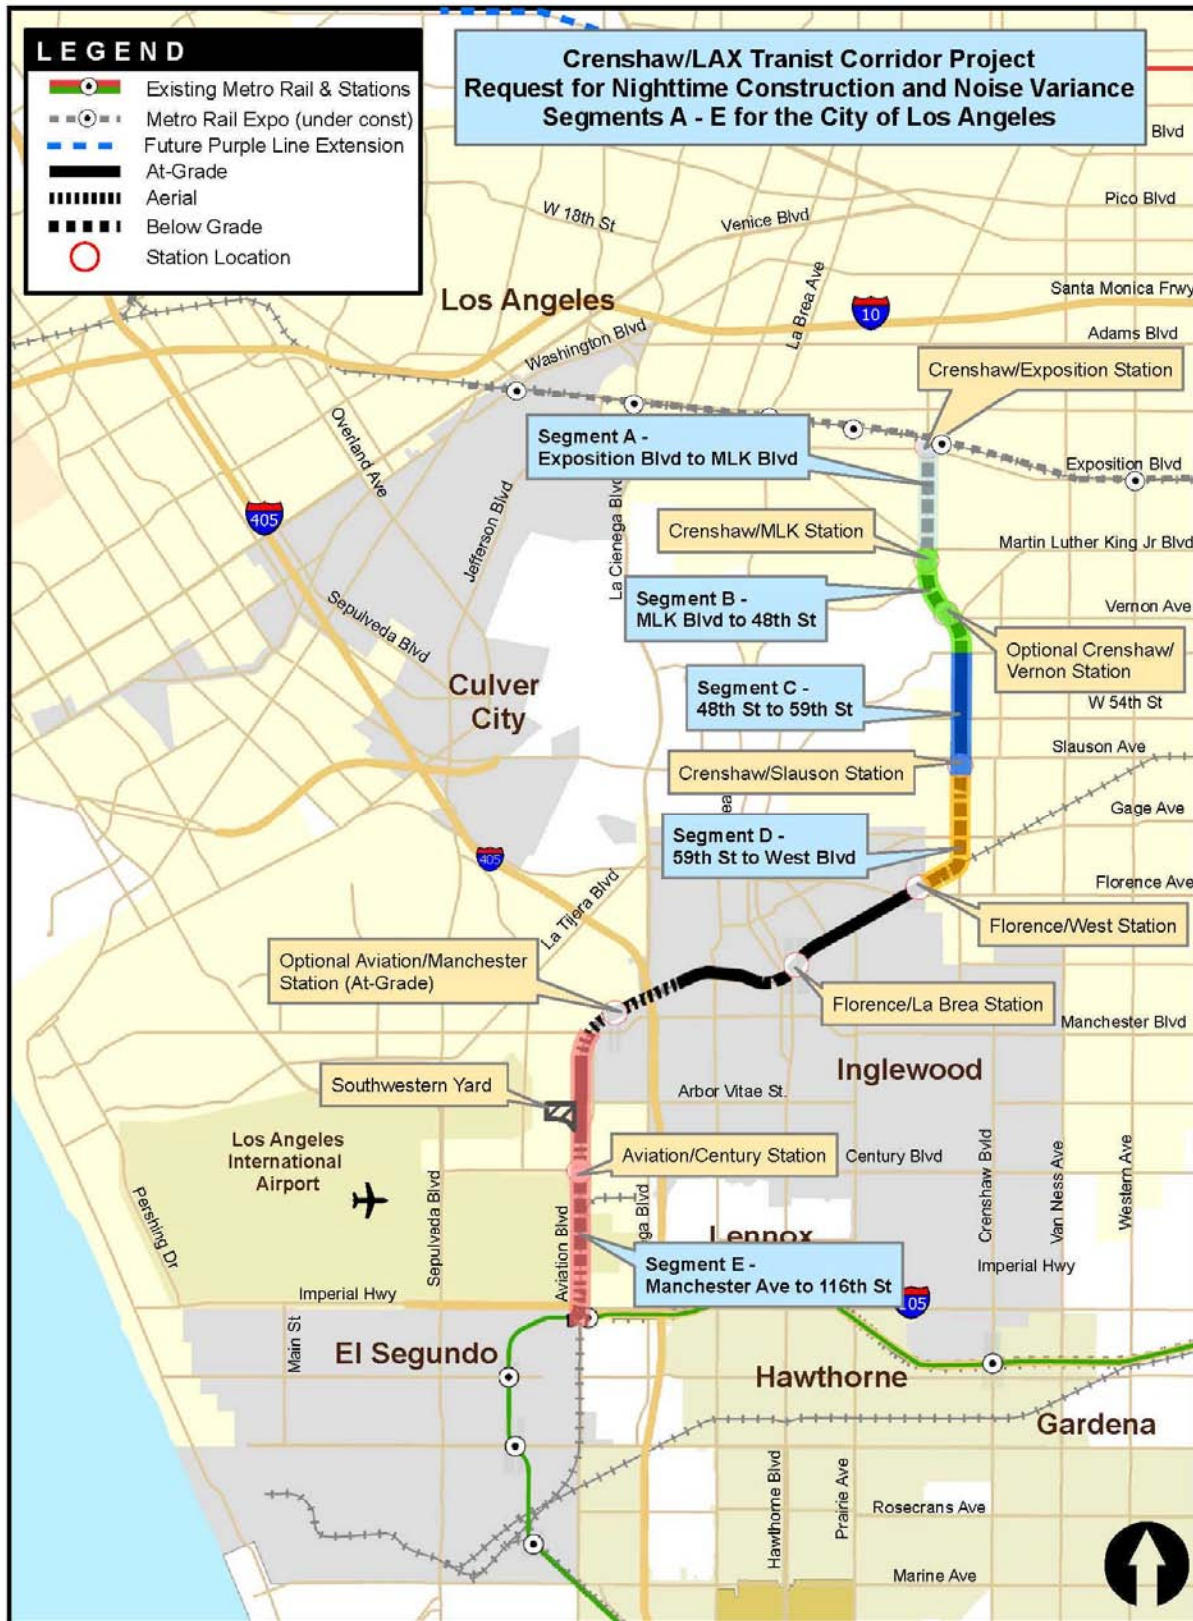 LEGEND
Existing Metro Rail & Stations
Metro Rail Expo (under const)
Future Purple Line Extension
At-Grade
Aerial
Below Grade
Station Location
Crenshaw/LAX Tranist Corridor Project
Request for Nighttime Construction and Noise Variance
Segments A - E for the City of Los Angeles
Blvd
Pico Blvd
W 18th St
Venice Blvd
La Brea Ave
Santa Monica Frwy
Los Angeles
10
Washington Blvd
Adams Blvd
Crenshaw/Exposition Station
Overland Ave
Segment A -
Exposition Blvd to MLK Blvd
Exposition Blvd
405
Jefferson Blvd
La Cienega Blvd
Crenshaw/MLK Station
Martin Luther King Jr Blvd
Sepulveda Blvd
Segment B -
MLK Blvd to 48th St
Vernon Ave
Optional Crenshaw/
Vernon Station
Culver
City
Segment C -
48th St to 59th St
W 54th St
Slauson Ave
Crenshaw/Slauson Station
ea
Gage Ave
Segment D -
59th St to West Blvd
405
Florence Ave
La Tijera Blvd
Florence/West Station
Optional Aviation/Manchester
Station (At-Grade)
Florence/La Brea Station
Manchester Blvd
Inglewood
Southwestern Yard
Arbor Vitae St.
Los Angeles
International
Airport
Aviation/Century Station
Century Blvd
Pershing Dr
Sepulveda Blvd
Aviation Blvd
ga Blvd
Crenshaw Bvld
Van Ness Ave
Western Ave
Lennox
Segment E -
Manchester Ave to 116th St
Imperial Hwy
Imperial Hwy
105
Main St
El Segundo
Hawthorne
Gardena
Hawthorne Blvd
Prairie Ave
Rosecrans Ave
Marine Ave